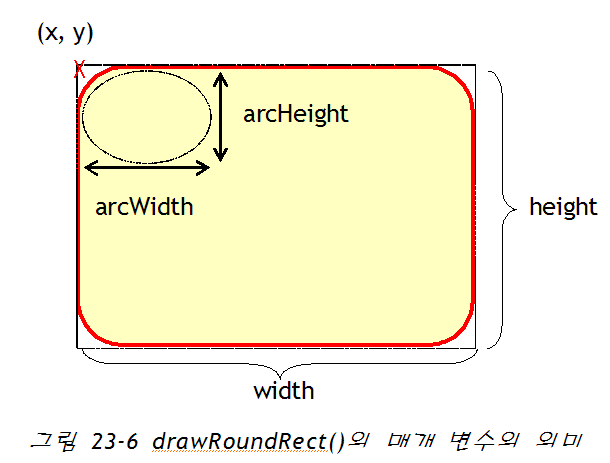 (x, y)
X
arcHeight
arcWidth
height
width
그림 23-6 drawRoundRect()의 매개 변수의 의미